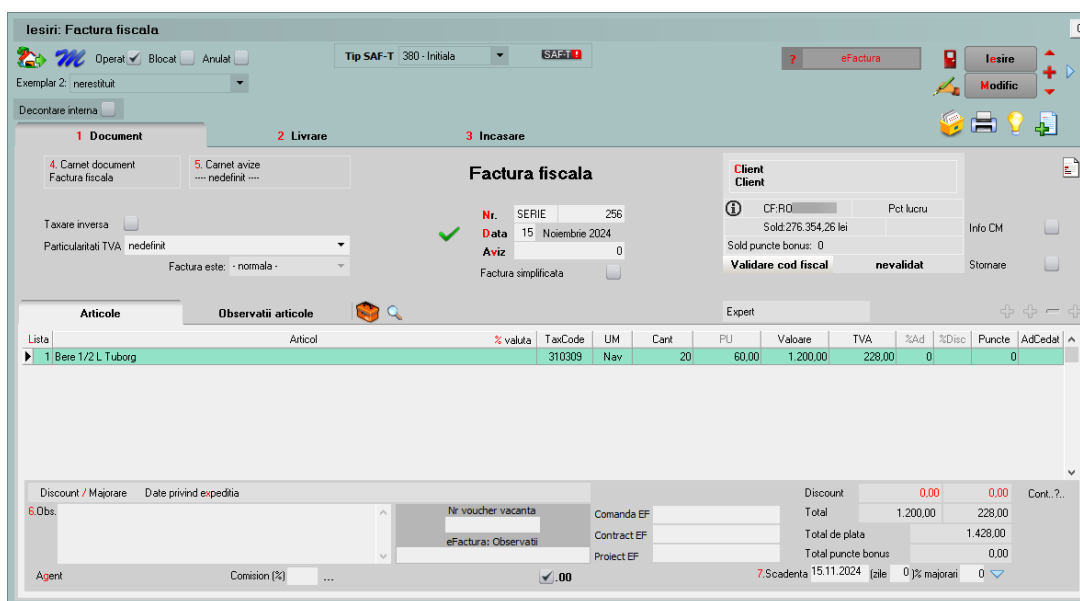 Iesiri: Factura fiscala
Operat Blocat Anulat
Tip SAF-T 380 - Initiala
SAF-T !
? eFactura
Iesire
Exemplar 2: nerestituit
Modific
Decontare interna
1 Document
2 Livrare
3 Incasare
4. Carnet document
Factura fiscala
5. Carnet avize
---- nedefinit ----
Factura fiscala
Client
Client
Nr. SERIE 256
CF:RO
Pct lucru
Taxare inversa
Data 15 Noiembrie 2024
Sold:276.354,26 lei
Info CM
Particularitati TVA nedefinit
Aviz 0
Sold puncte bonus: 0
Factura este: - normala -
Factura simplificata
Validare cod fiscal nevalidat
Stornare
Articole
Observatii articole
Expert
Lista Articol % valuta TaxCode UM Cant PU Valoare TVA %Ad %Disc Puncte AdCedat
1 Bere 1/2 L Tuborg 310309 Nav 20 60,00 1.200,00 228,00 0 0
Discount / Majorare
Date privind expeditia
Discount 0,00 0,00 Cont..?..
6.Obs.
Nr voucher vacanta
Comanda EF
Total 1.200,00 228,00
eFactura: Observatii
Contract EF
Total de plata 1.428,00
Proiect EF
Total puncte bonus 0,00
Agent
Comision (%) ...
.00
7.Scadenta 15.11.2024 (zile 0 )% majorari 0